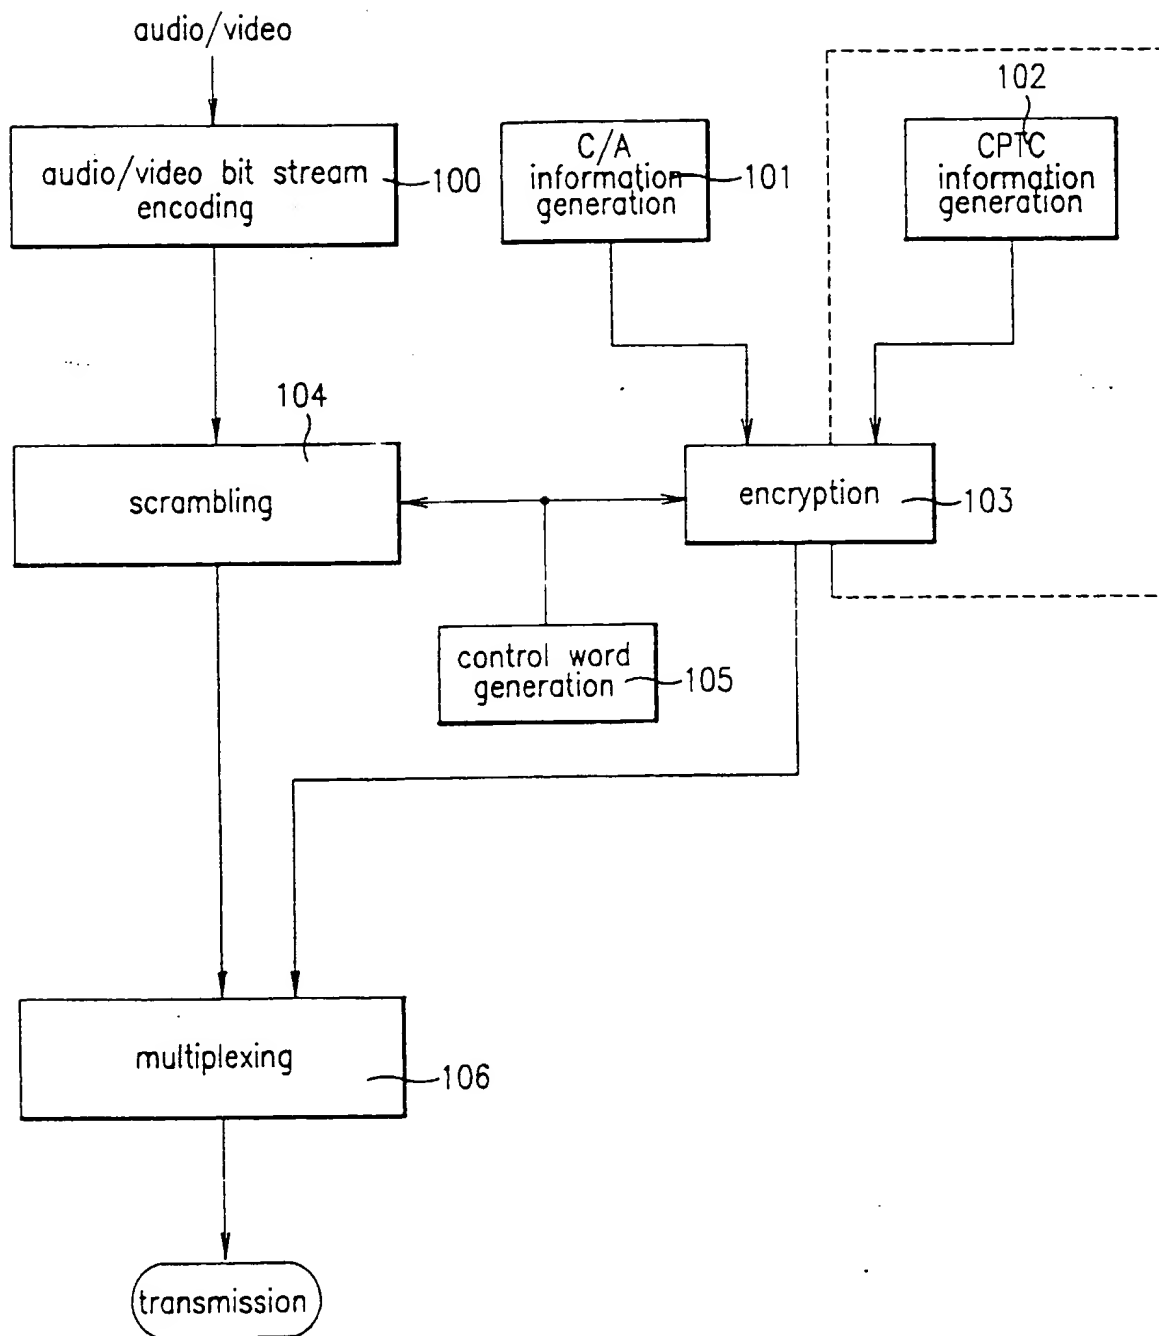 audio/video
audio/video bit stream
encoding
100
C/A
information
generation
101
102
CPTC
information
generation
104
scrambling
encryption
103
control word
generation
105
multiplexing
106
transmission